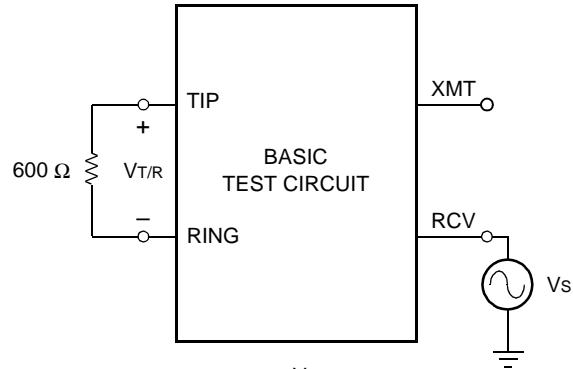 TIP
XMT
+
600 Ω
VT/R
BASIC
TEST CIRCUIT
–
RING
RCV
Vs